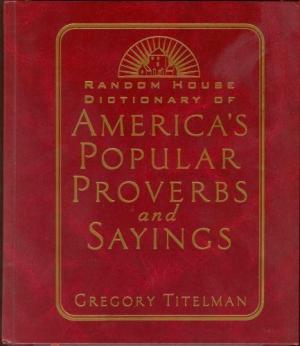 RANDOM HOUSE
DICTIONARY OF
AMERICA'S
POPULAR
PROVERBS
and
SAYINGS
GREGORY TITELMAN